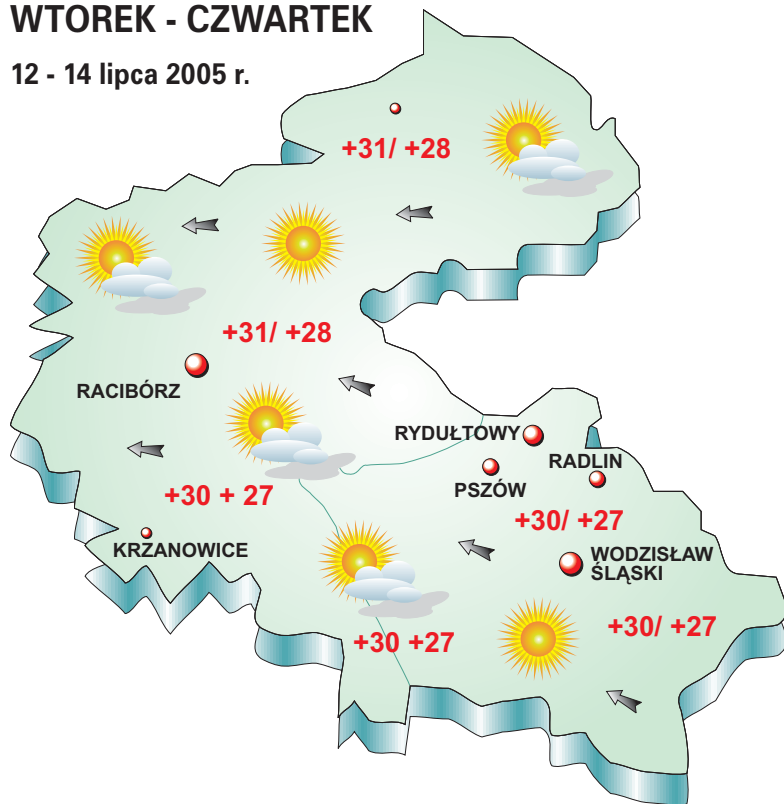 WTOREK - CZWARTEK
12 - 14 lipca 2005 r.
+31/ +28
+31/ +28
RACIBÓRZ
RYDUŁTOWY
RADLIN
PSZÓW
+30 + 27
+30/ +27
KRZANOWICE
WODZISŁAW
ŚLĄSKI
+30 +27
+30/ +27